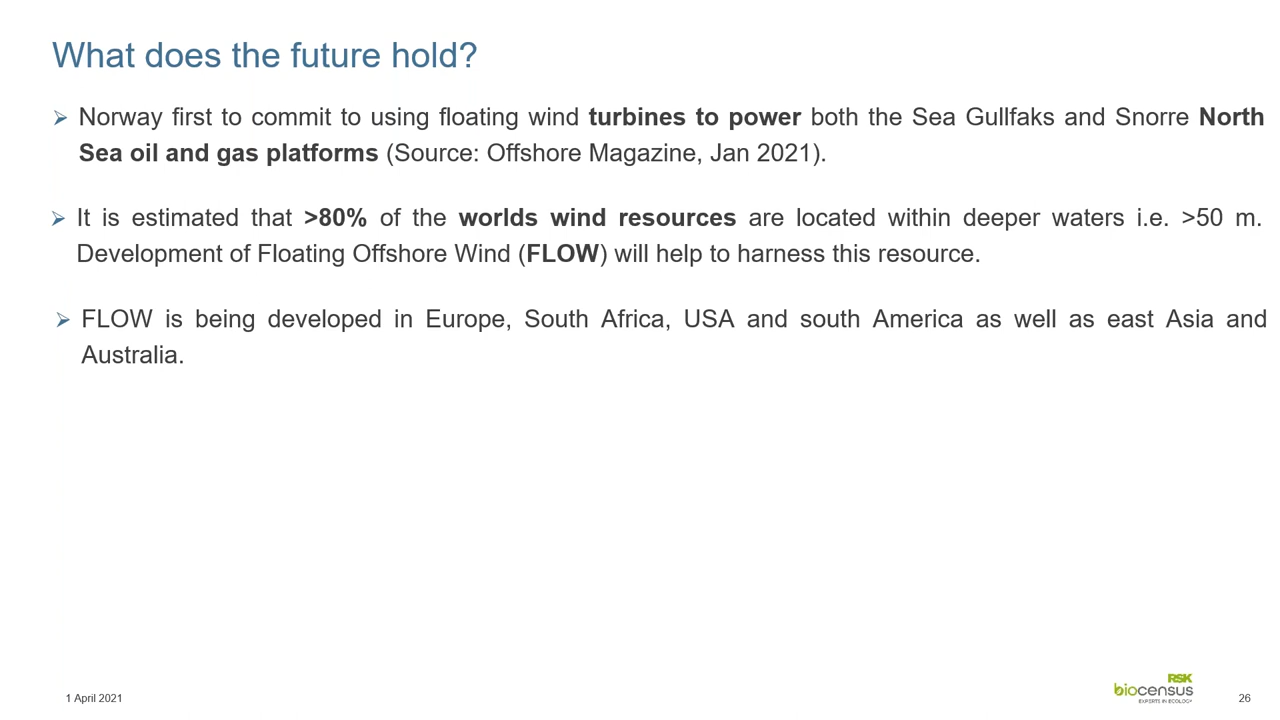 What does the future hold?
➢ Norway first to commit to using floating wind turbines to power both the Sea Gullfaks and Snorre North
Sea oil and gas platforms (Source: Offshore Magazine, Jan 2021).
➢ It is estimated that >80% of the worlds wind resources are located within deeper waters i.e. >50 m.
Development of Floating Offshore Wind (FLOW) will help to harness this resource.
➢ FLOW is being developed in Europe, South Africa, USA and south America as well as east Asia and
Australia.
1 April 2021
RSK
biocensus
EXPERTS IN ECOLOGY
26